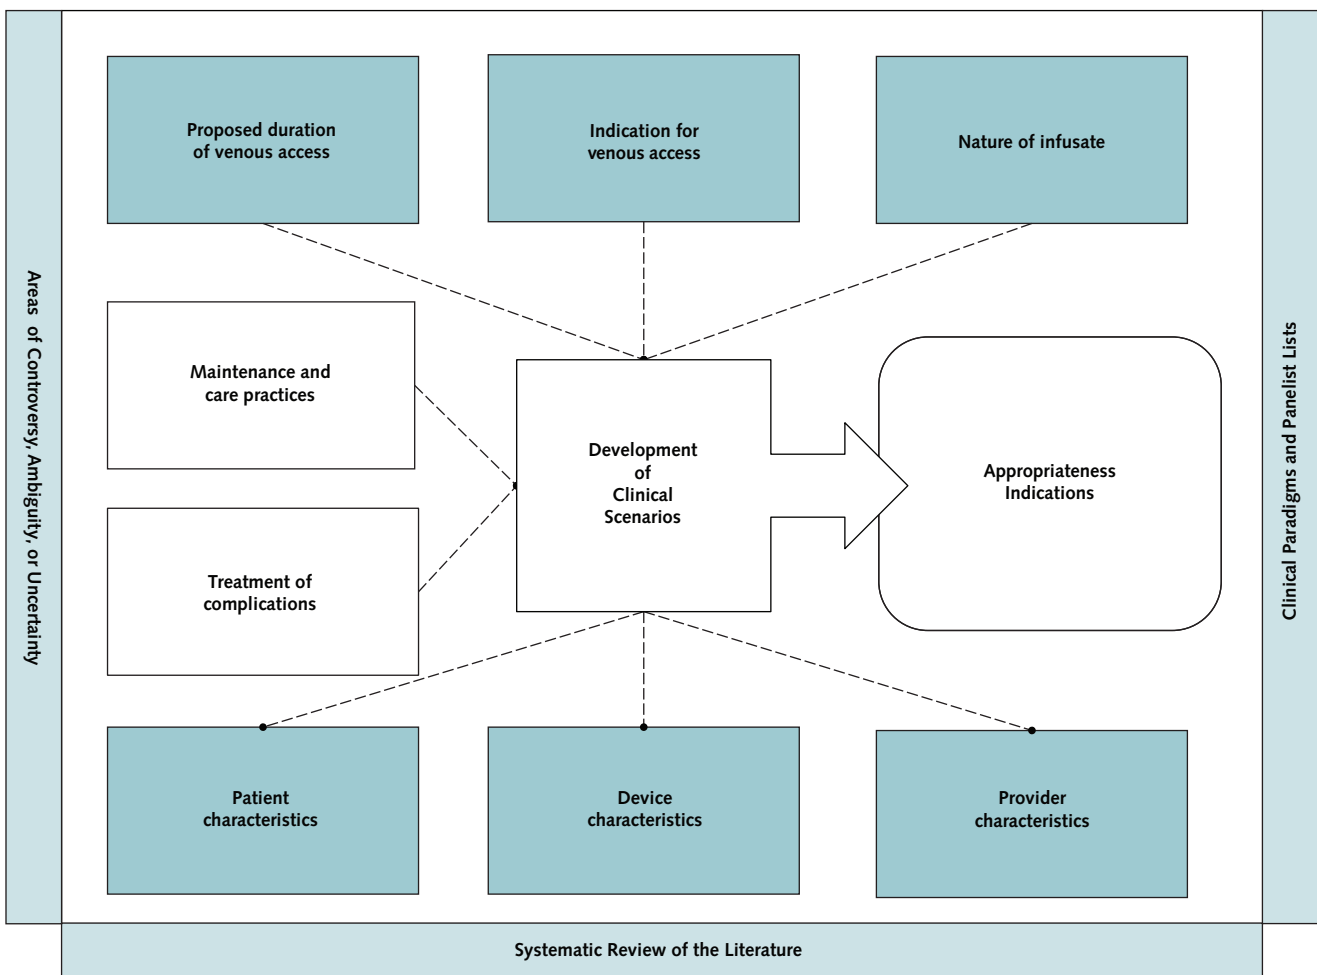 Proposed duration
of venous access
Indication for
venous access
Nature of infusate
Areas of Controversy, Ambiguity, or Uncertainty
Maintenance and
care practices
Treatment of
complications
Development
of
Clinical
Scenarios
Appropriateness
Indications
Clinical Paradigms and Panelist Lists
Patient
characteristics
Device
characteristics
Provider
characteristics
Systematic Review of the Literature